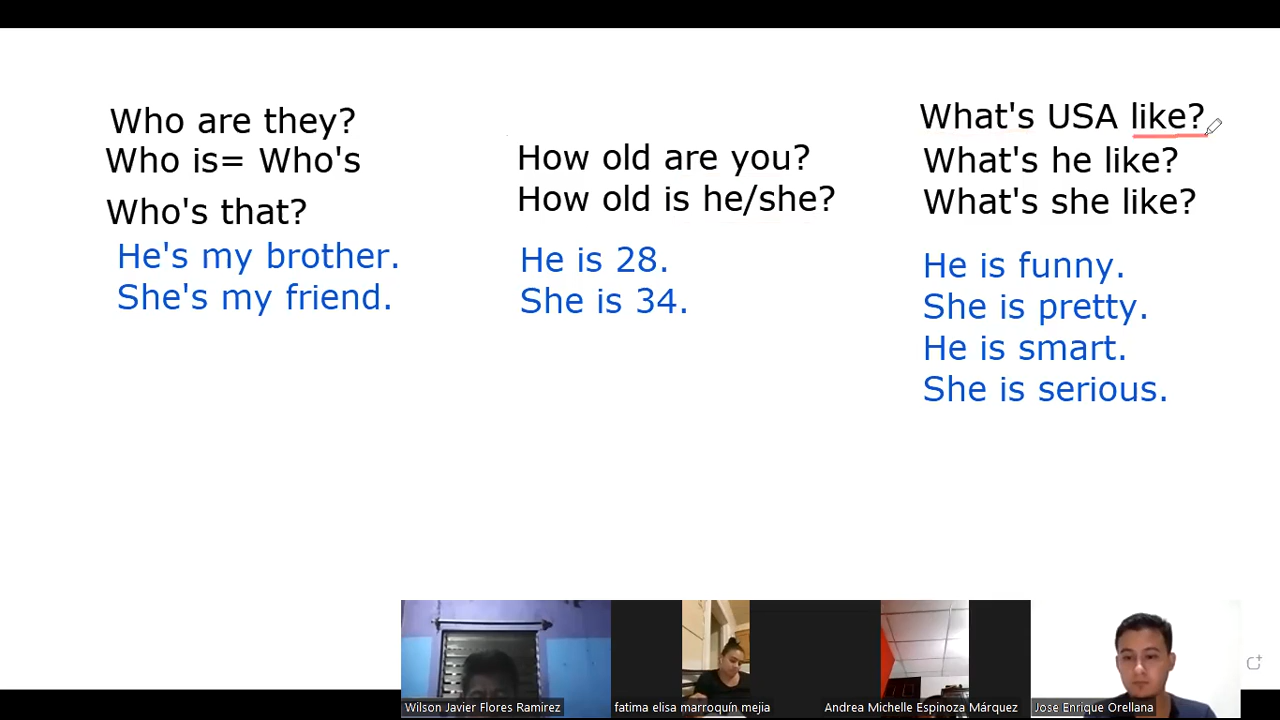 Who are they?
Who is= Who's
Who's that?
He's my brother.
She's my friend.
How old are you?
How old is he/she?
He is 28.
She is 34.
What's USA like?
What's he like?
What's she like?
He is funny.
She is pretty.
He is smart.
She is serious.
Wilson Javier Flores Ramirez
fatima elisa marroquín mejia
Andrea Michelle Espinoza Márquez
Jose Enrique Orellana